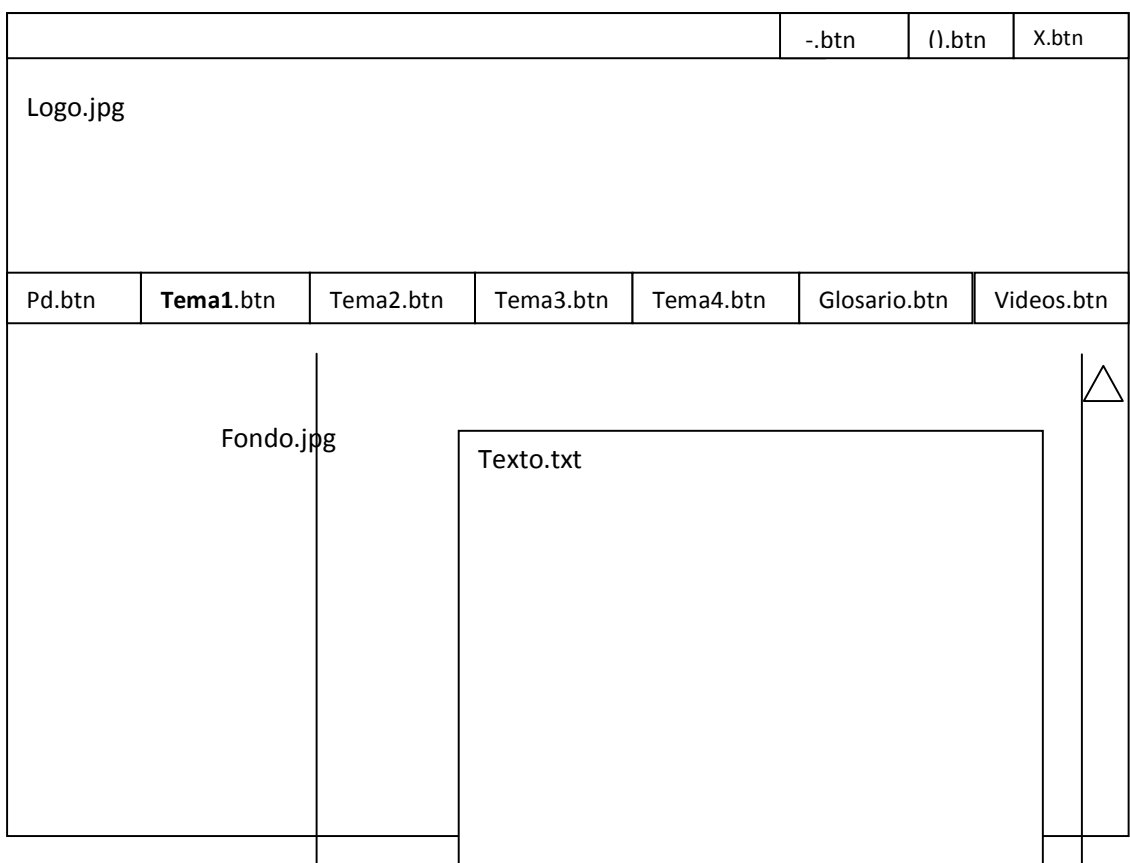 -.btn
().btn
X.btn
Logo.jpg
Pd.btn
Tema1.btn
Tema2.btn
Tema3.btn
Tema4.btn
Glosario.btn
Videos.btn
Fondo.jpg
Texto.txt